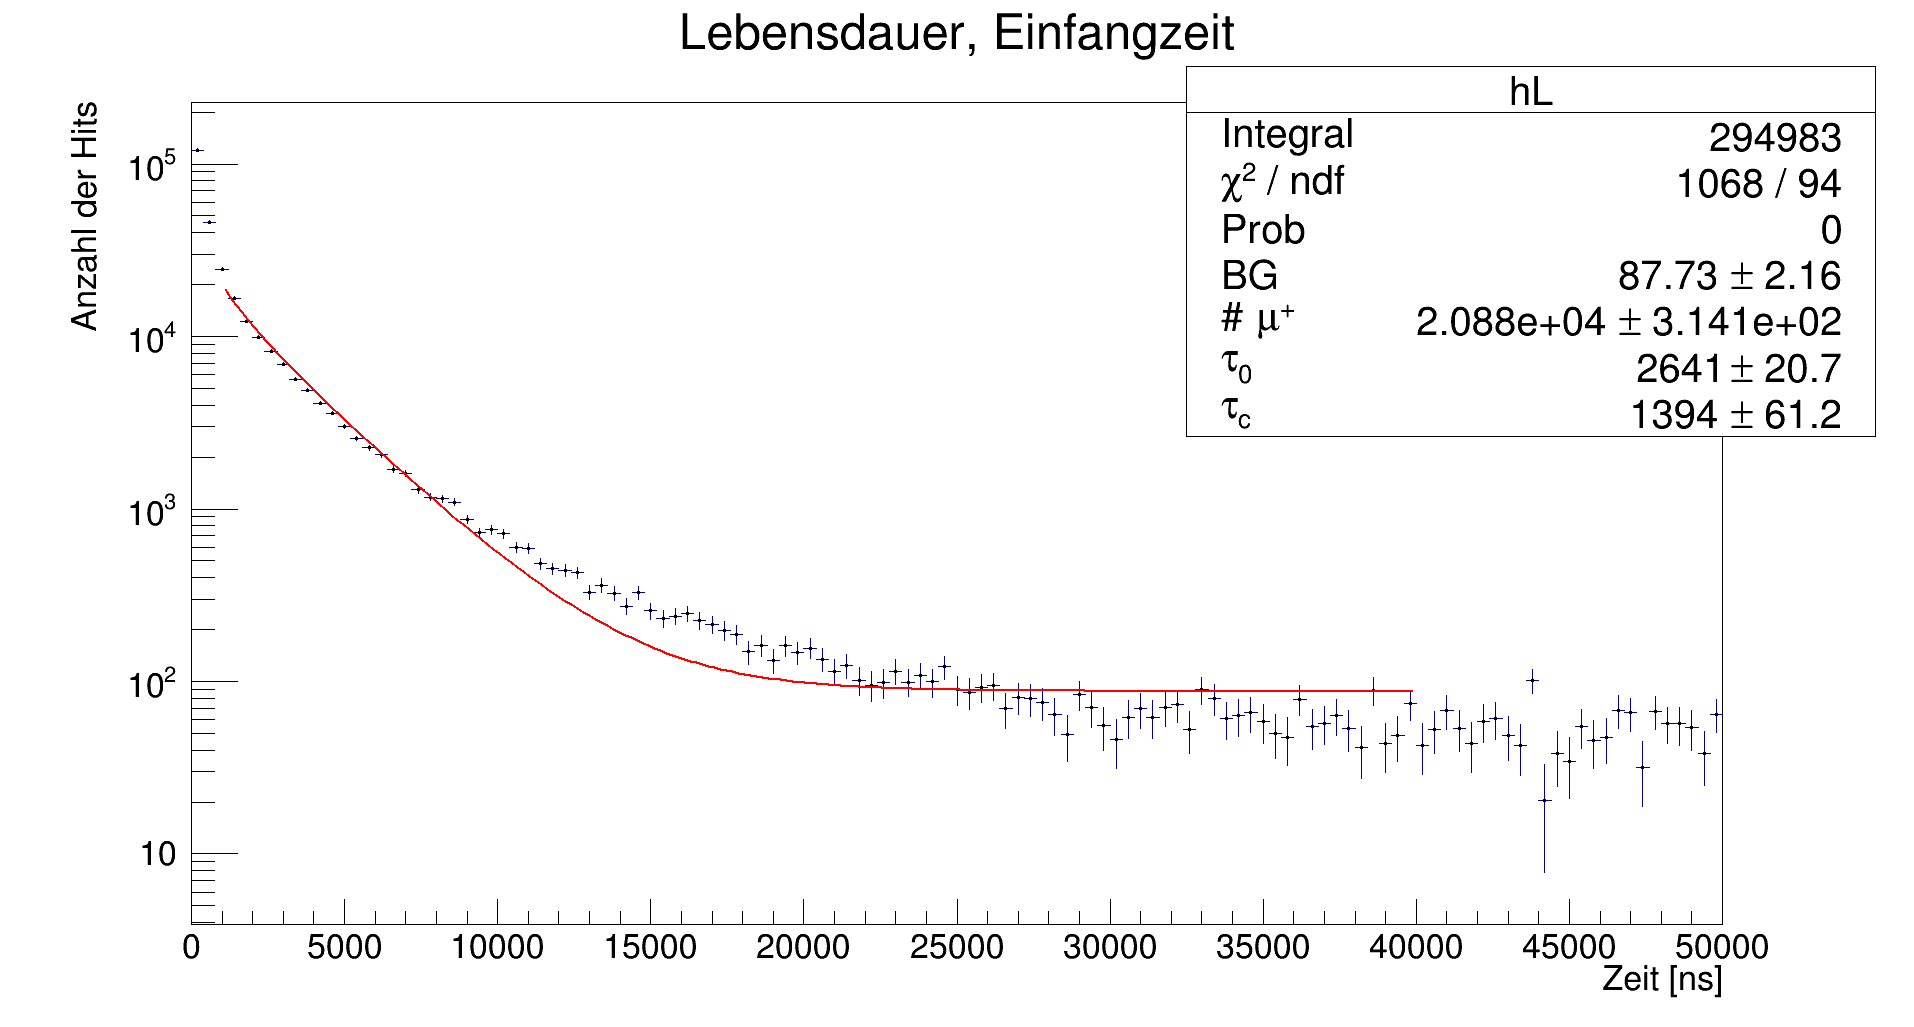 Lebensdauer, Einfangzeit
hL
Integral 294983
χ² / ndf 1068 / 94
Prob 0
BG 87.73 ± 2.16
# μ⁺ 2.088e+04 ± 3.141e+02
τ₀ 2641 ± 20.7
τc 1394 ± 61.2
Anzahl der Hits
10⁵
10⁴
10³
10²
10
0 5000 10000 15000 20000 25000 30000 35000 40000 45000 50000
Zeit [ns]